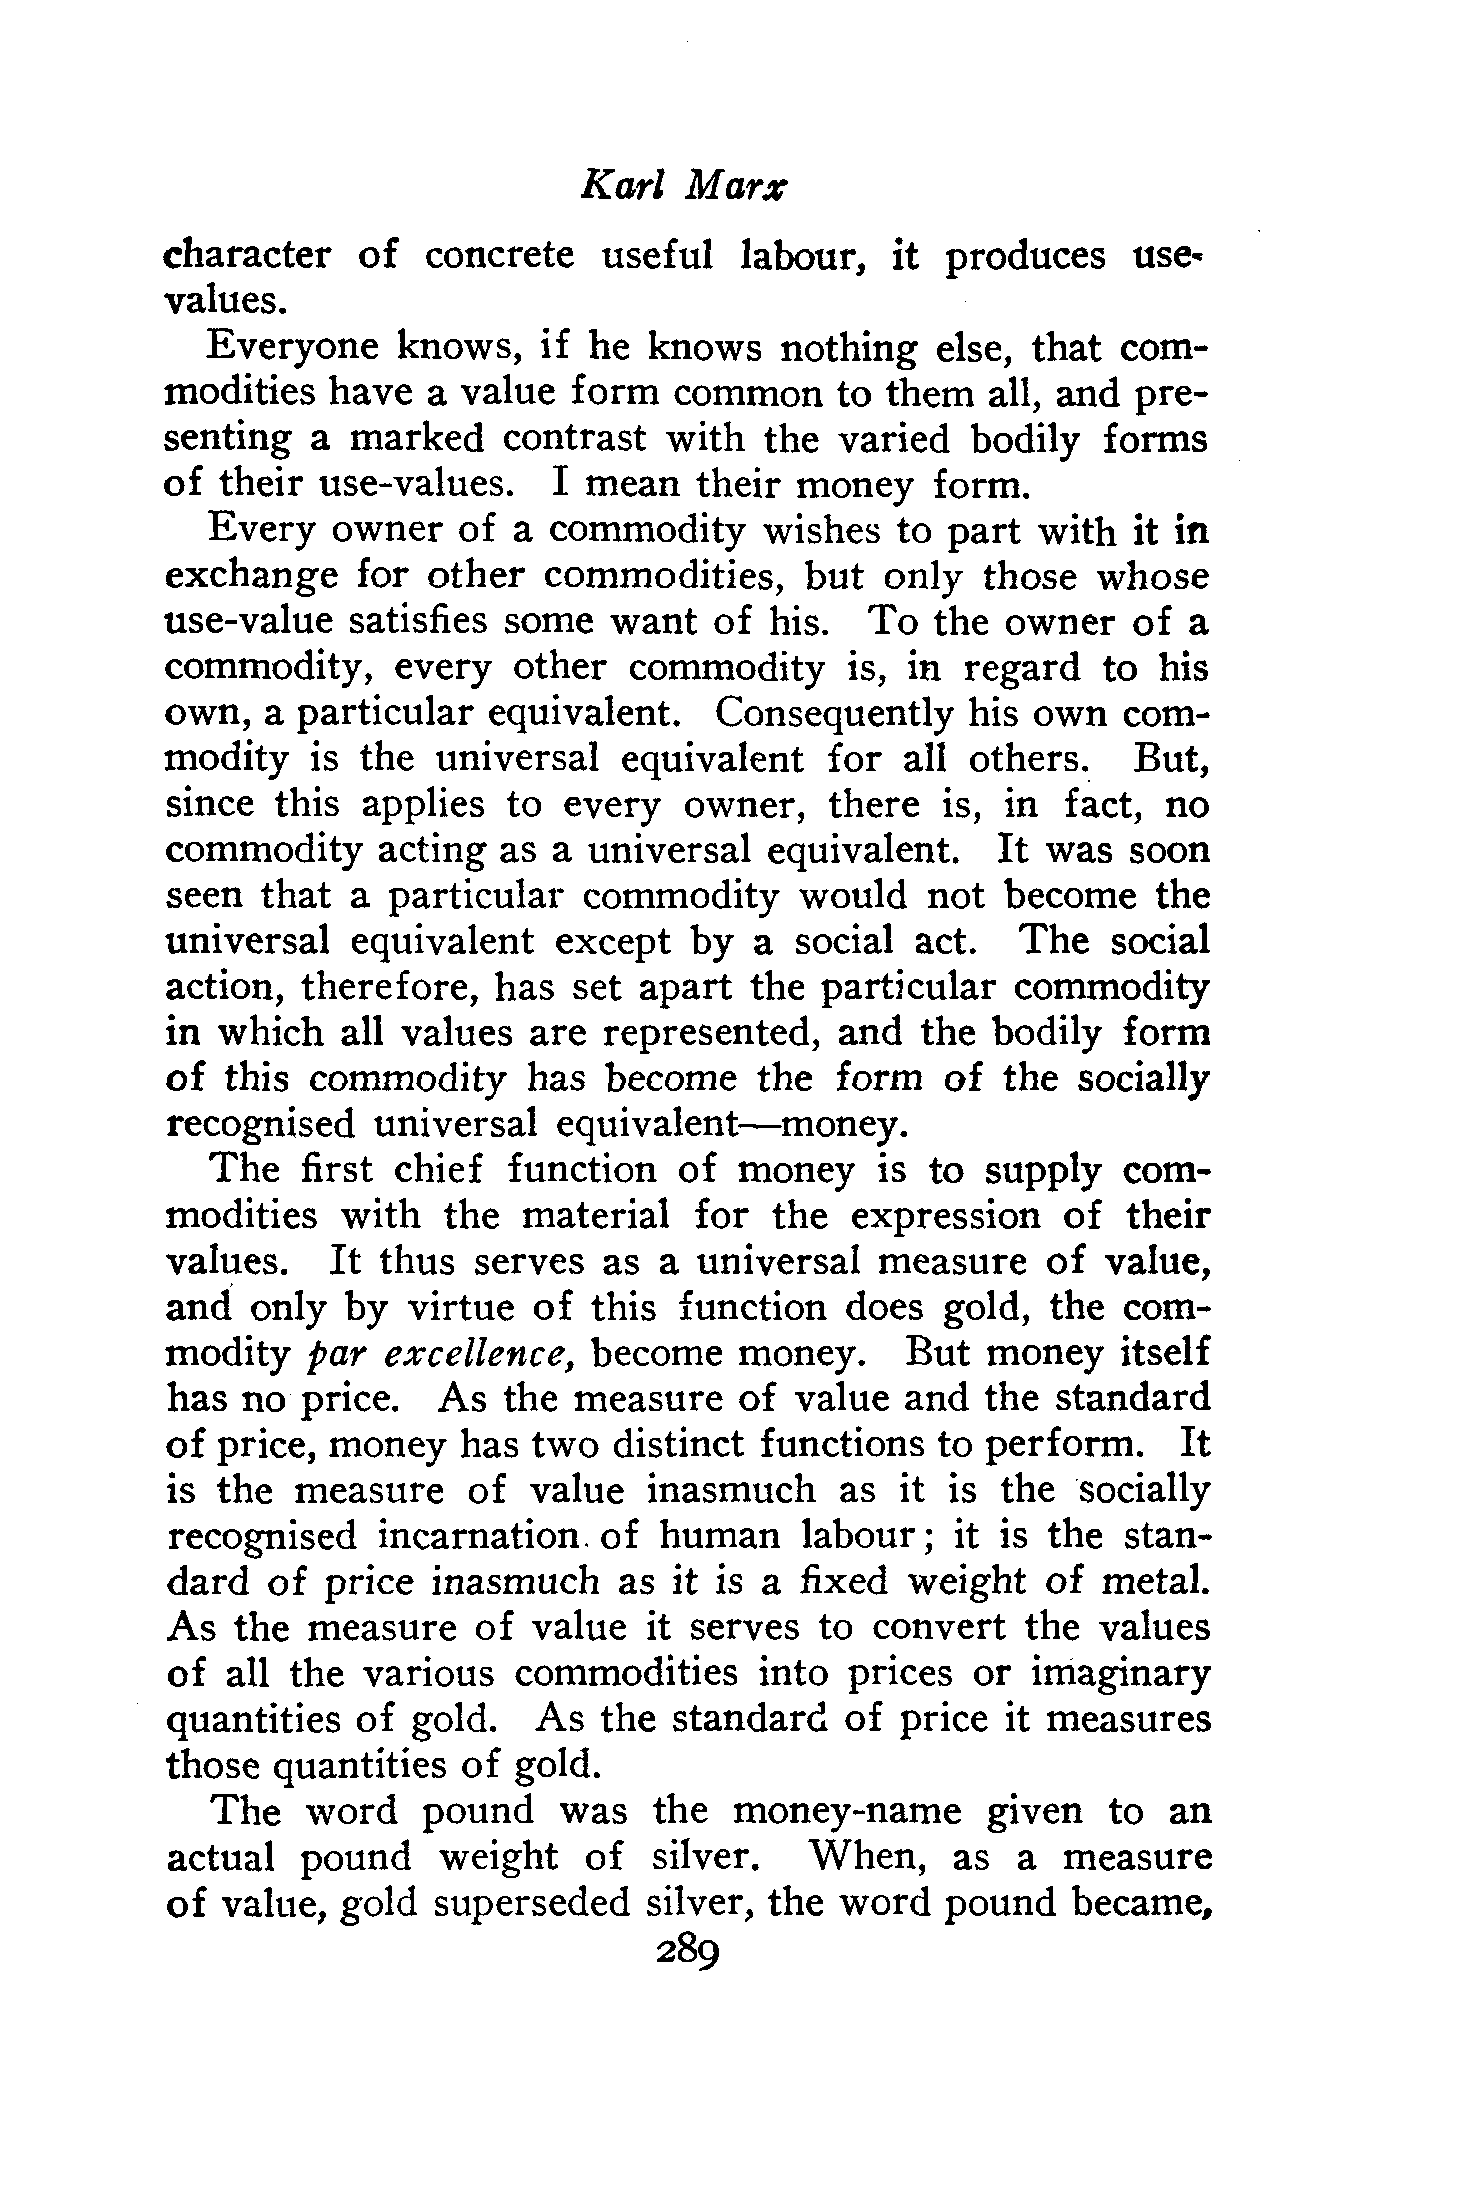 Karl Marx
character of concrete useful labour, it produces use-
values.
Everyone knows, if he knows nothing else, that com-
modities have a value form common to them all, and pre-
senting a marked contrast with the varied bodily forms
of their use-values. I mean their money form.
Every owner of a commodity wishes to part with it in
exchange for other commodities, but only those whose
use-value satisfies some want of his. To the owner of a
commodity, every other commodity is, in regard to his
own, a particular equivalent. Consequently his own com-
modity is the universal equivalent for all others. But,
since this applies to every owner, there is, in fact, no
commodity acting as a universal equivalent. It was soon
seen that a particular commodity would not become the
universal equivalent except by a social act. The social
action, therefore, has set apart the particular commodity
in which all values are represented, and the bodily form
of this commodity has become the form of the socially
recognised universal equivalent—money.
The first chief function of money is to supply com-
modities with the material for the expression of their
values. It thus serves as a universal measure of value,
and only by virtue of this function does gold, the com-
modity par excellence, become money. But money itself
has no price. As the measure of value and the standard
of price, money has two distinct functions to perform. It
is the measure of value inasmuch as it is the socially
recognised incarnation of human labour; it is the stan-
dard of price inasmuch as it is a fixed weight of metal.
As the measure of value it serves to convert the values
of all the various commodities into prices or imaginary
quantities of gold. As the standard of price it measures
those quantities of gold.
The word pound was the money-name given to an
actual pound weight of silver. When, as a measure
of value, gold superseded silver, the word pound became,
289